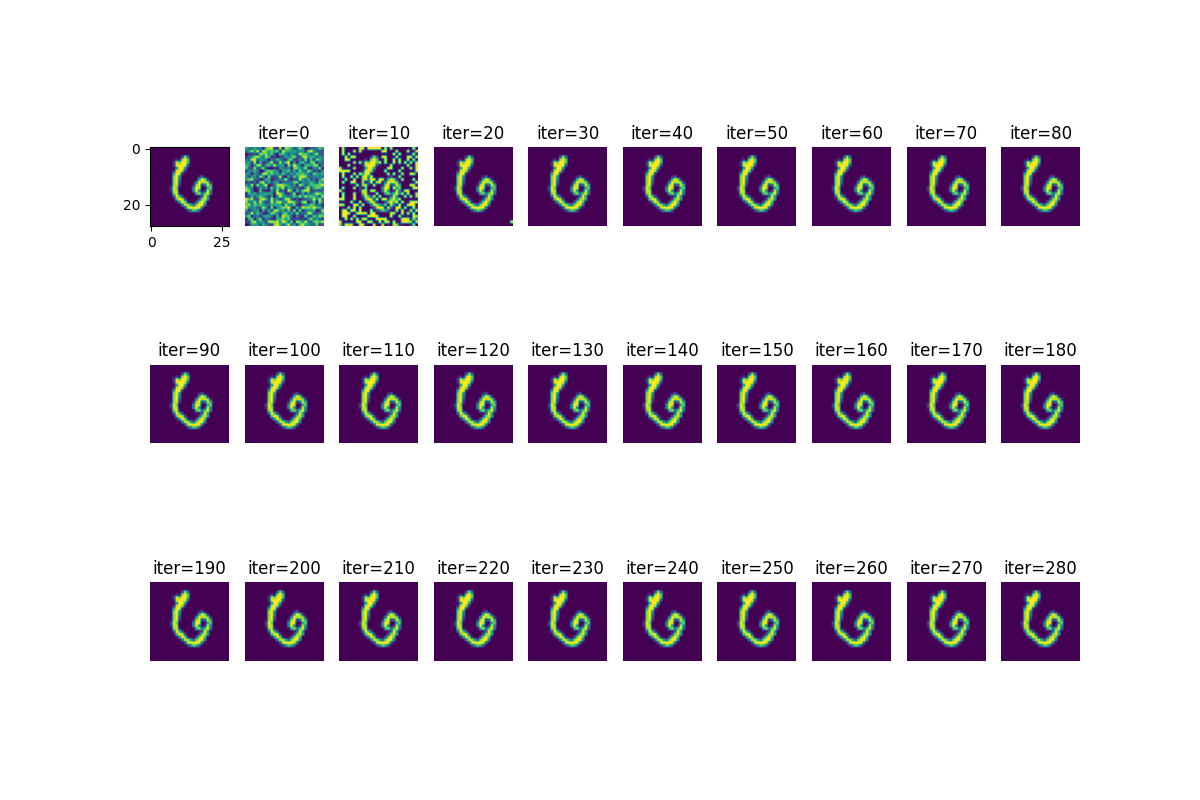 iter=0 iter=10 iter=20 iter=30 iter=40 iter=50 iter=60 iter=70 iter=80
0
20
0 25
iter=90 iter=100 iter=110 iter=120 iter=130 iter=140 iter=150 iter=160 iter=170 iter=180
iter=190 iter=200 iter=210 iter=220 iter=230 iter=240 iter=250 iter=260 iter=270 iter=280